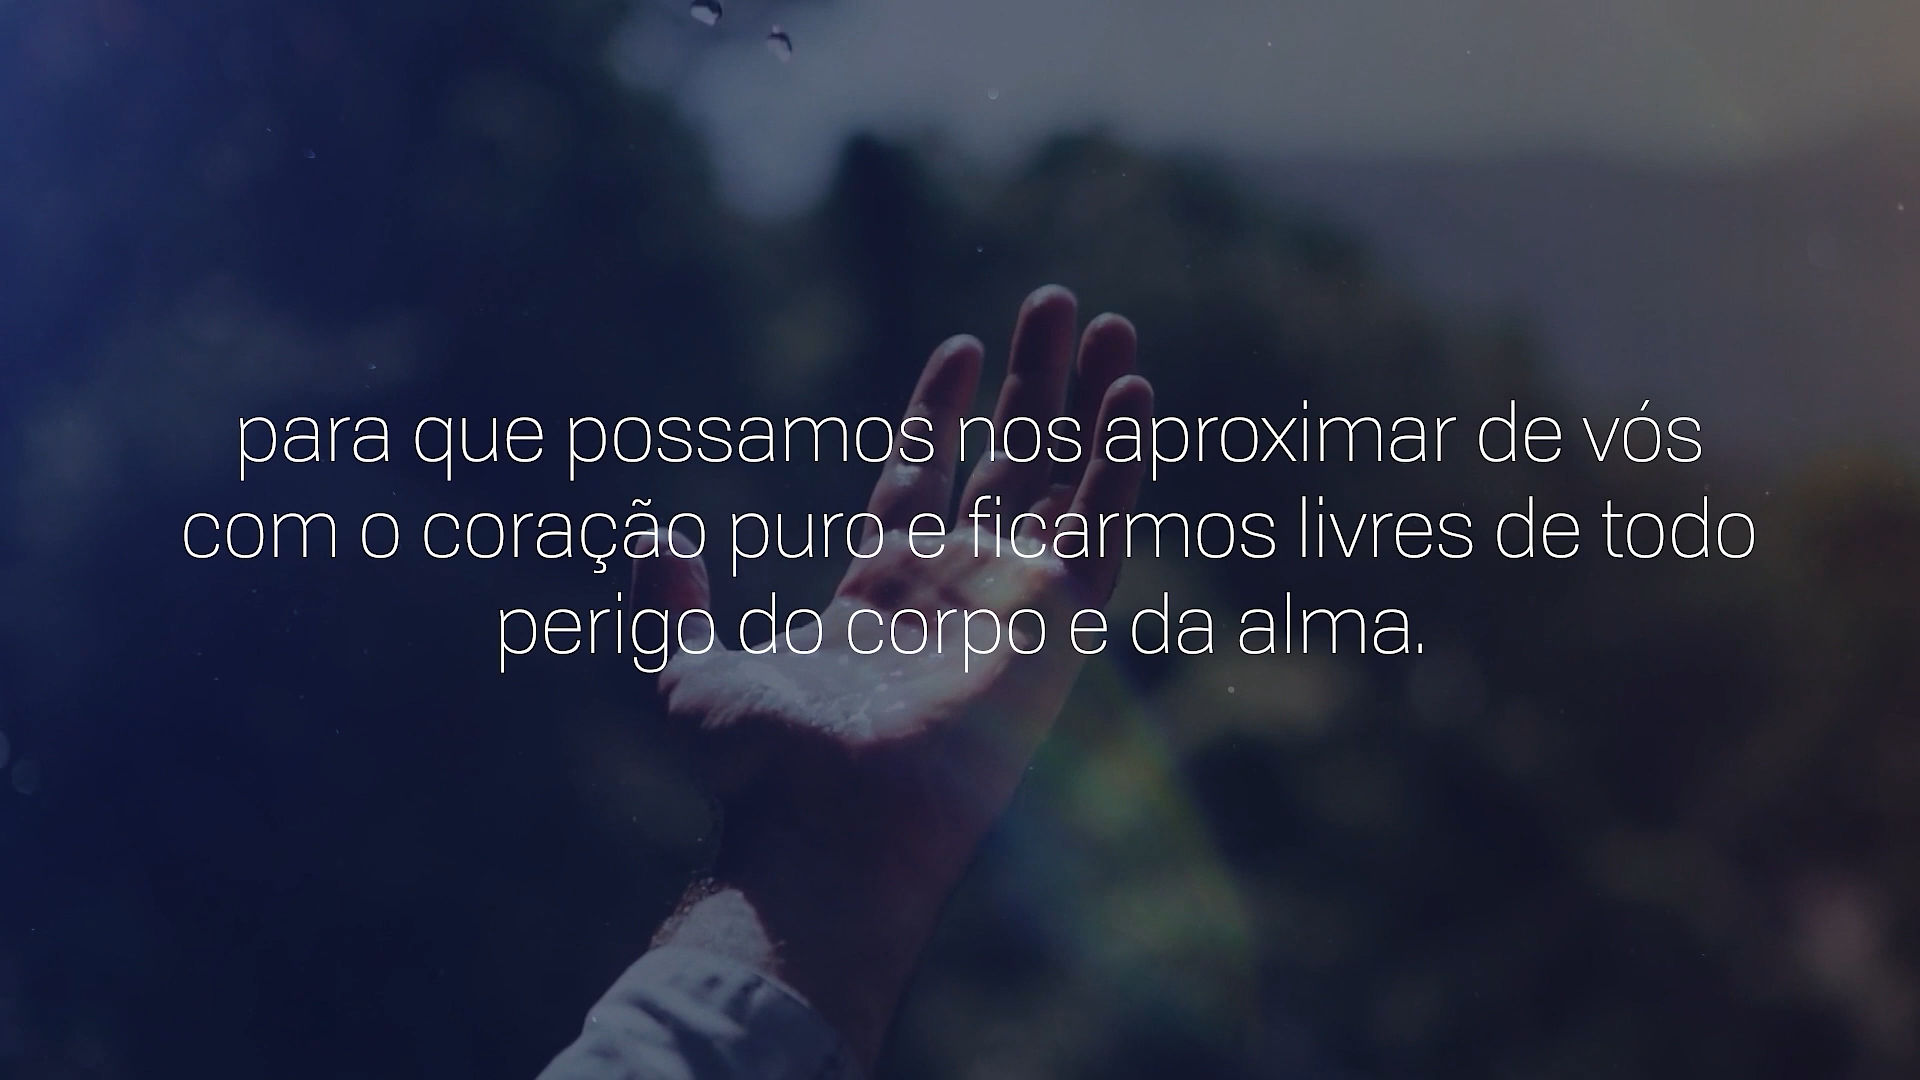 para que possamos nos aproximar de vós
com o coração puro e ficarmos livres de todo
perigo do corpo e da alma.